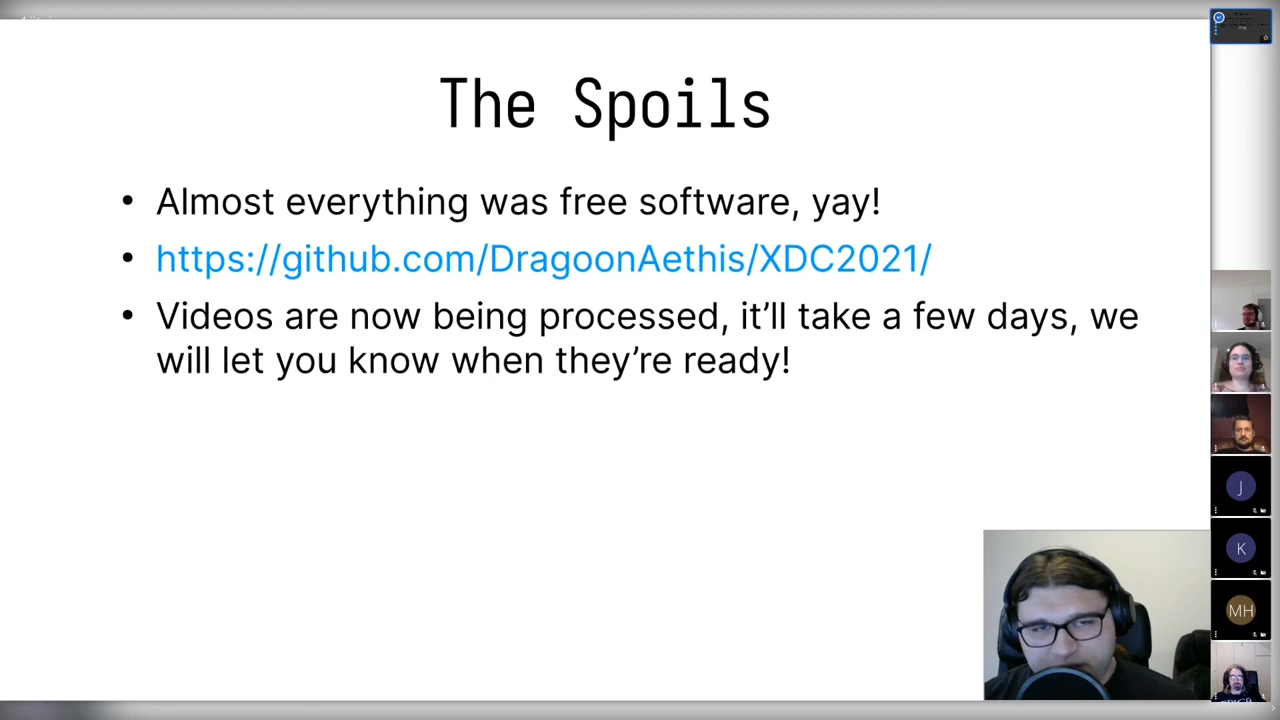 The Spoils
• Almost everything was free software, yay!
• https://github.com/DragoonAethis/XDC2021/
• Videos are now being processed, it’ll take a few days, we
will let you know when they’re ready!
J
K
MH